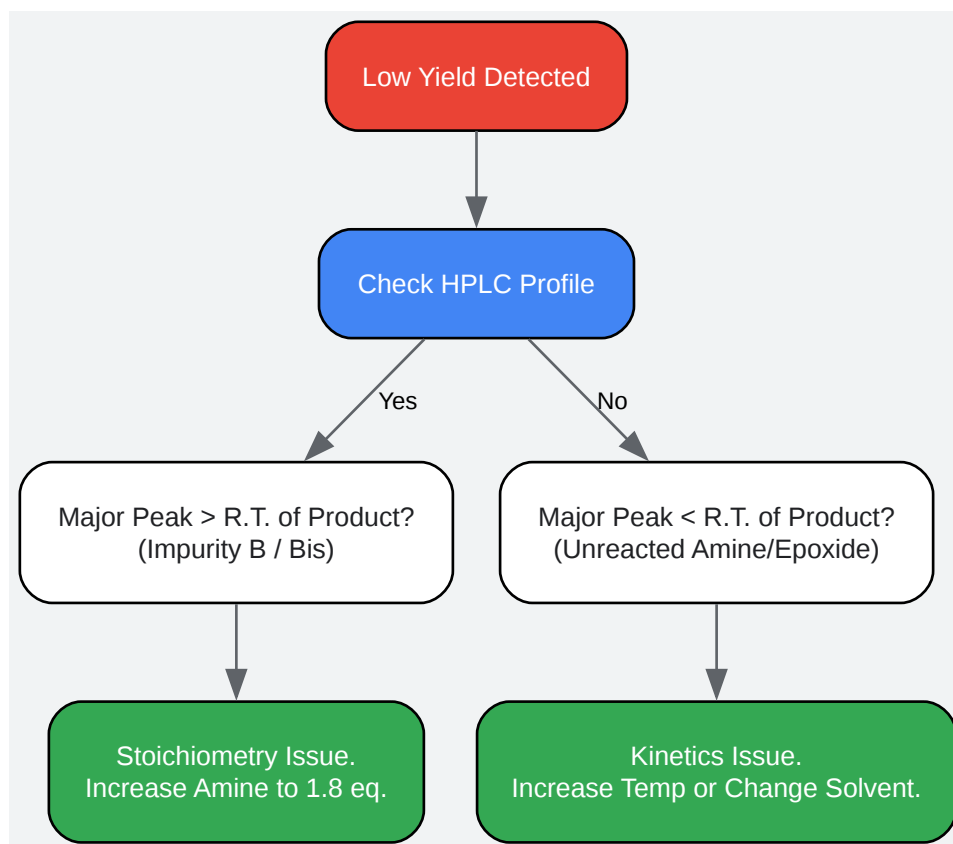 Low Yield Detected
Check HPLC Profile
Yes
No
Major Peak > R.T. of Product?
(Impurity B / Bis)
Major Peak < R.T. of Product?
(Unreacted Amine/Epoxide)
Stoichiometry Issue.
Increase Amine to 1.8 eq.
Kinetics Issue.
Increase Temp or Change Solvent.